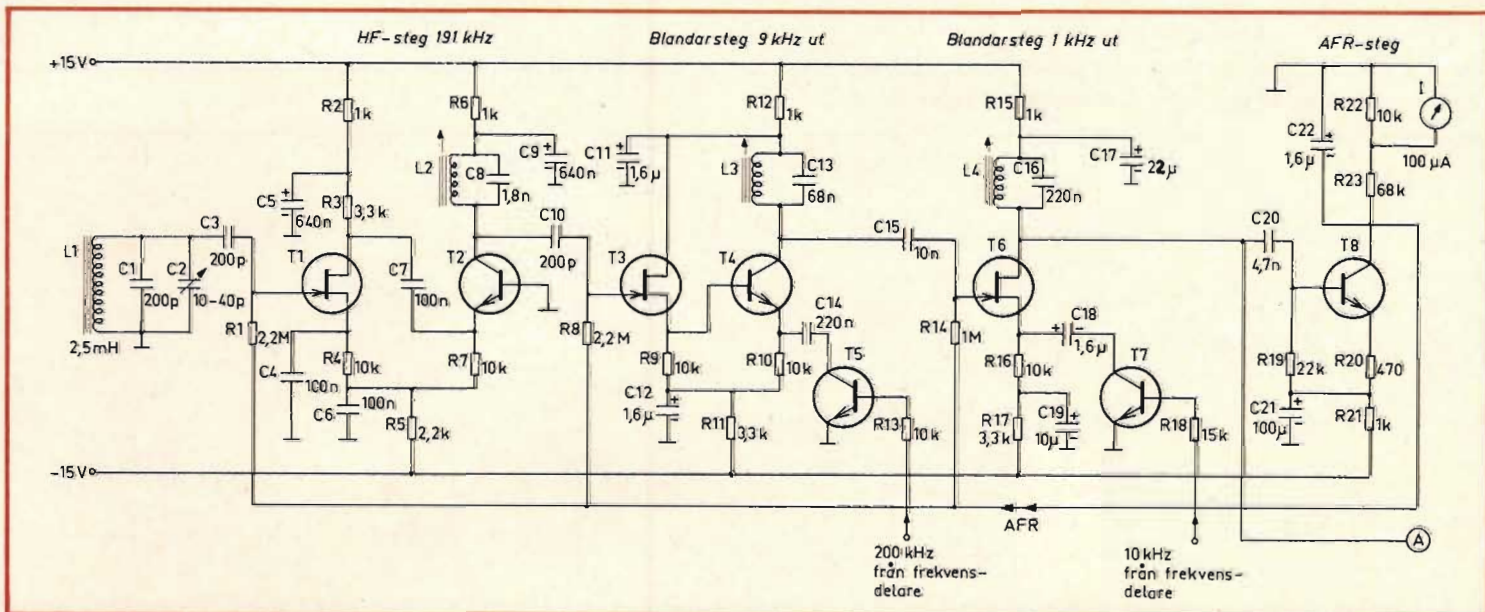 HF-steg 191 kHz
Blandarsteg 9 kHz ut
Blandarsteg 1 kHz ut
AFR-steg
+15V
R2
1k
R6
1k
R12
1k
R15
1k
R22
10k
I
100 µA
C5
+
640n
R3
3,3k
L2
C8
1,8n
C9
+
640n
C11
+
1,6µ
L3
C13
68n
L4
C16
220n
C17
+
22µ
C22
+
1,6µ
R23
68k
L1
2,5mH
C1
200p
C2
10-40p
C3
200p
T1
C7
100n
T2
C10
200p
T3
T4
C15
10n
T6
C20
4,7n
T8
R1
2,2M
C4
100n
R4
10k
C6
100n
R5
2,2k
R7
10k
R8
2,2M
R9
10k
C12
+
1,6µ
R11
3,3k
R10
10k
C14
220n
T5
R13
10k
R14
1M
R16
10k
C18
+ -
1,6µ
T7
R17
3,3k
C19
+
10µ
R18
15k
R19
22k
R20
470
C21
+
100µ
R21
1k
-15V
AFR
200 kHz
från frekvens-
delare
10 kHz
från frekvens-
delare
A